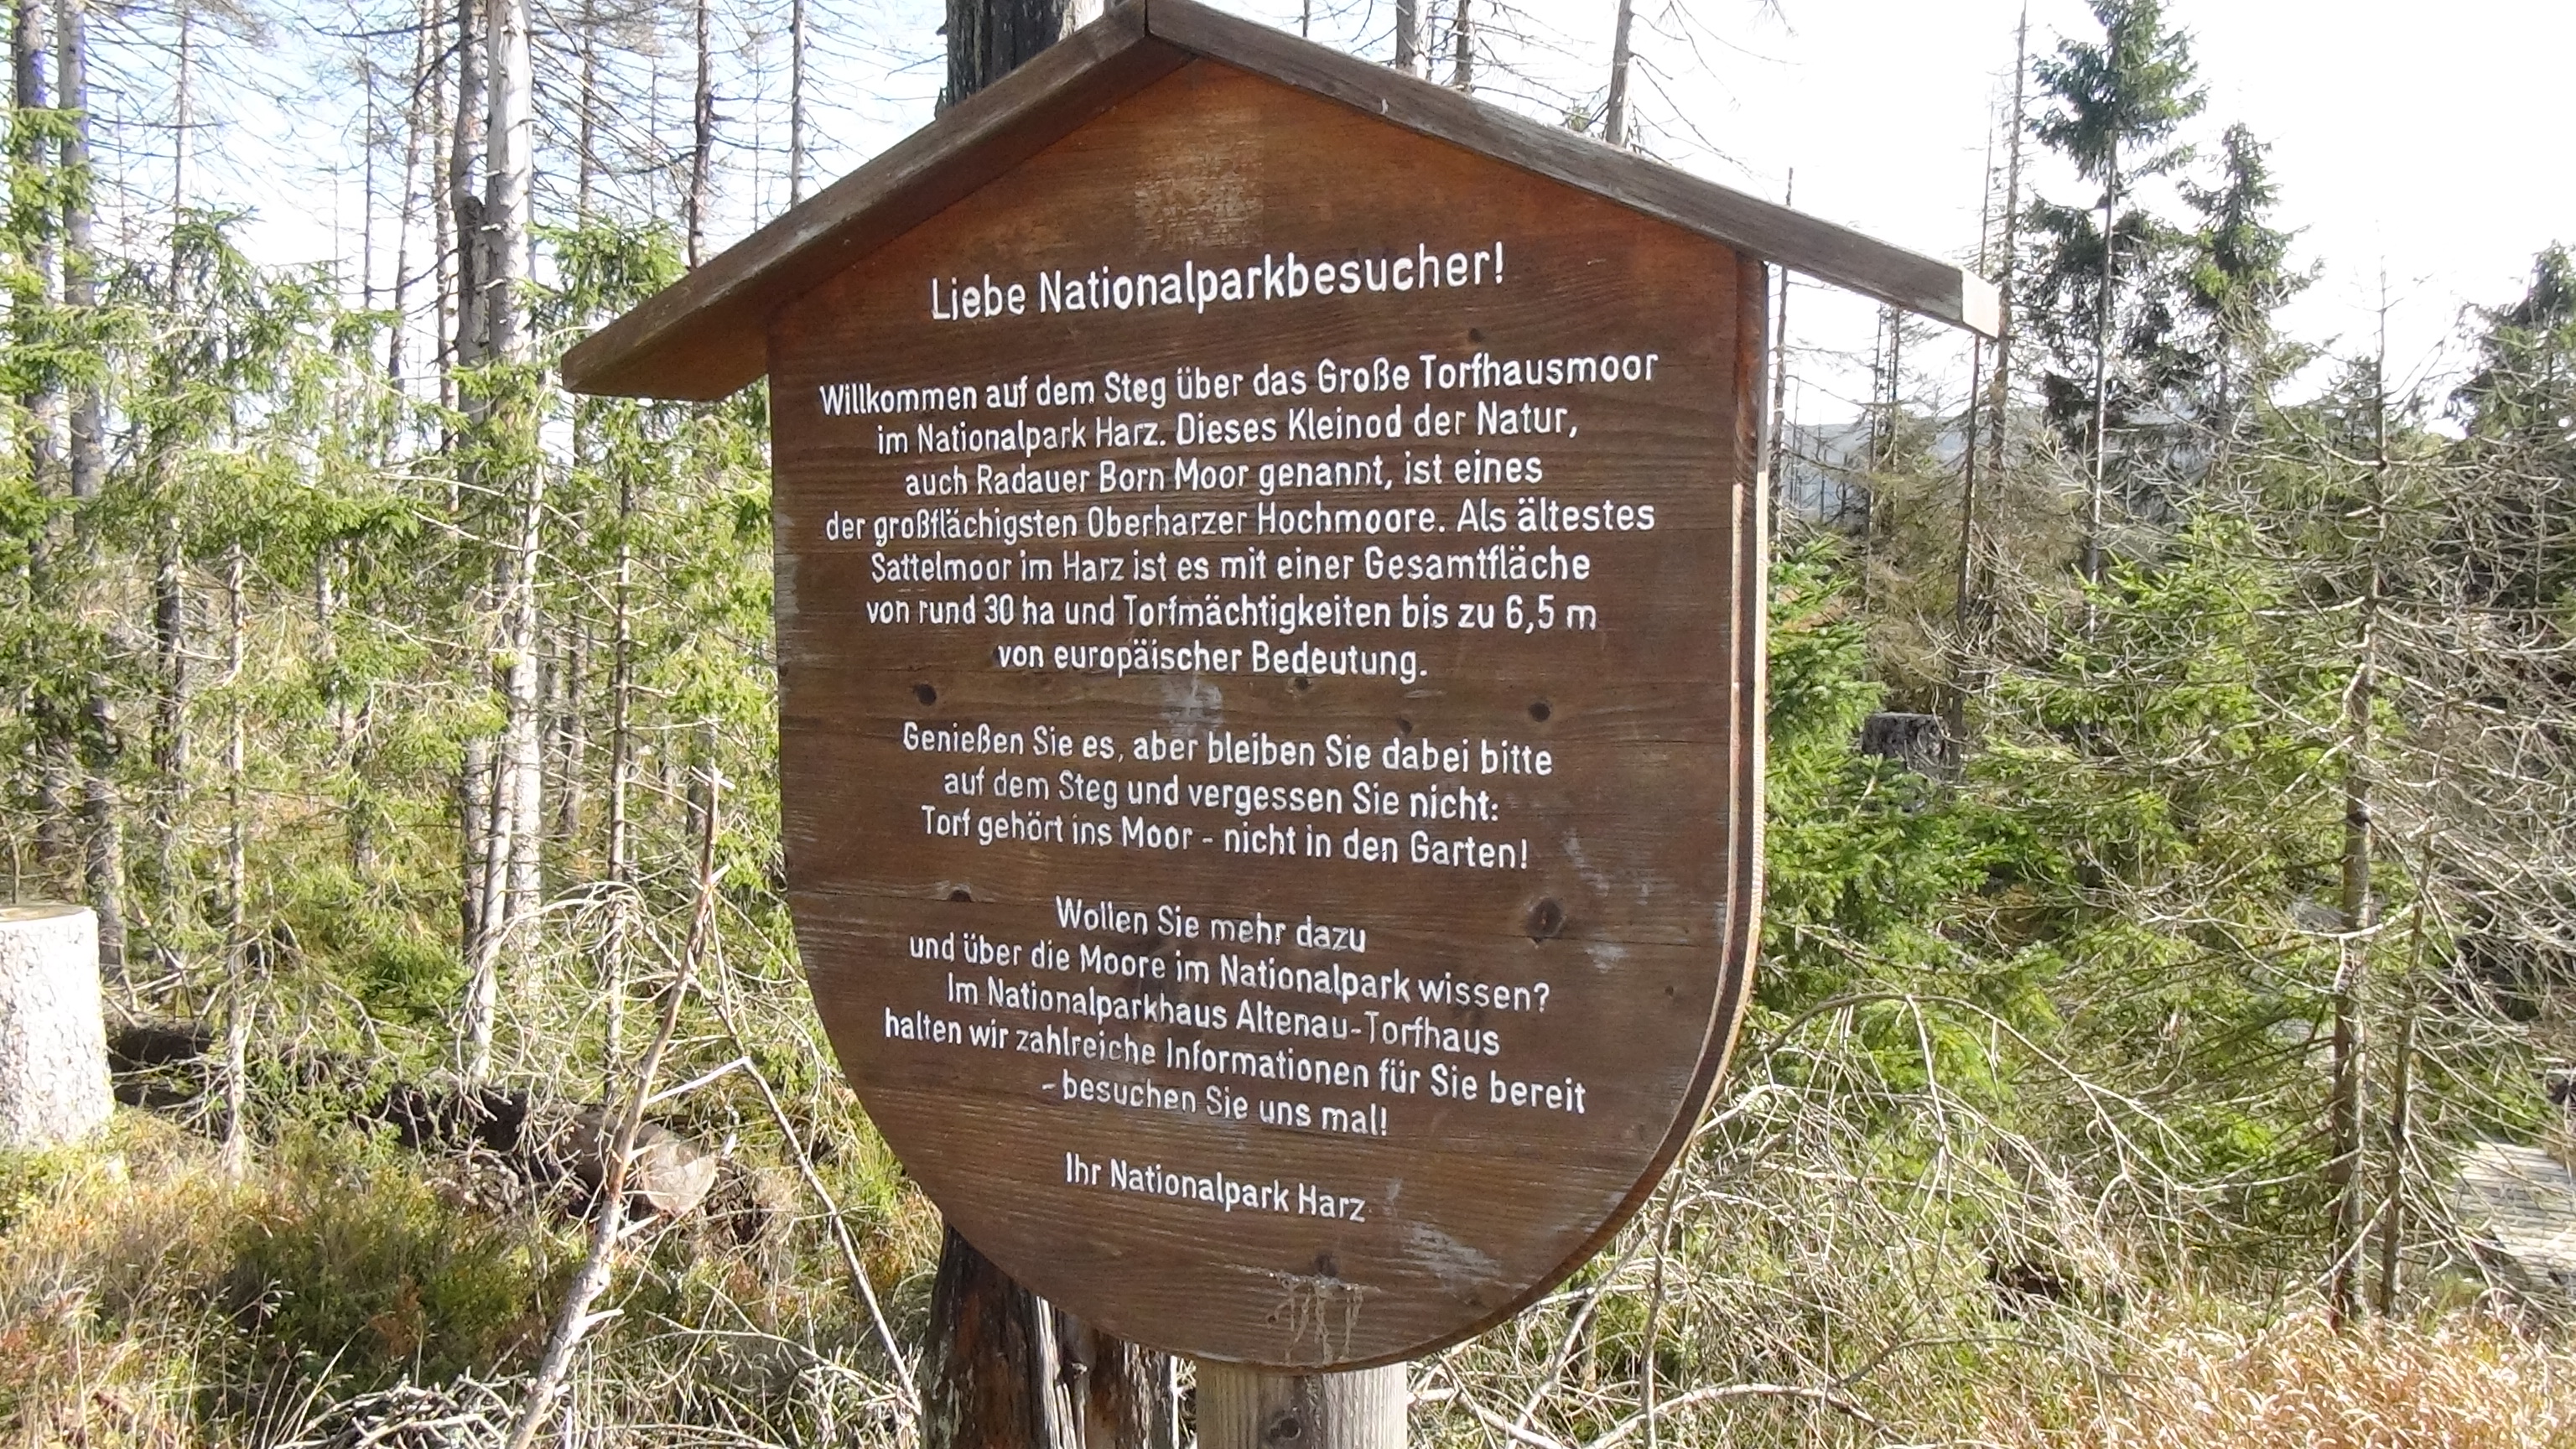 Liebe Nationalparkbesucher!
Willkommen auf dem Steg über das Große Torfhausmoor
im Nationalpark Harz. Dieses Kleinod der Natur,
auch Radauer Born Moor genannt, ist eines
der großflächigsten Oberharzer Hochmoore. Als ältestes
Sattelmoor im Harz ist es mit einer Gesamtfläche
von rund 30 ha und Torfmächtigkeiten bis zu 6,5 m
von europäischer Bedeutung.
Genießen Sie es, aber bleiben Sie dabei bitte
auf dem Steg und vergessen Sie nicht:
Torf gehört ins Moor - nicht in den Garten!
Wollen Sie mehr dazu
und über die Moore im Nationalpark wissen?
Im Nationalparkhaus Altenau-Torfhaus
halten wir zahlreiche Informationen für Sie bereit
- besuchen Sie uns mal!
Ihr Nationalpark Harz